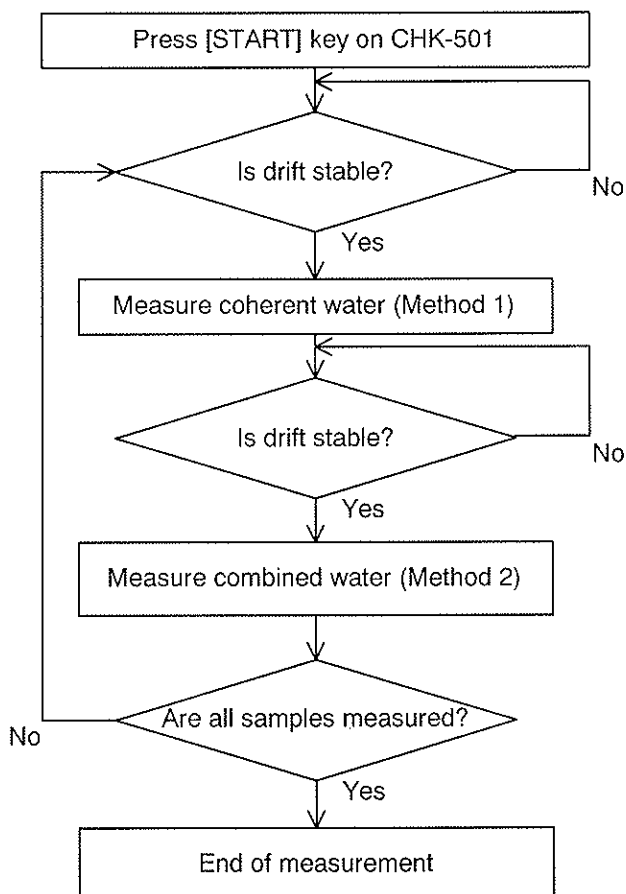 Press [START] key on CHK-501
Is drift stable?
No
Yes
Measure coherent water (Method 1)
Is drift stable?
No
Yes
Measure combined water (Method 2)
Are all samples measured?
No
Yes
End of measurement